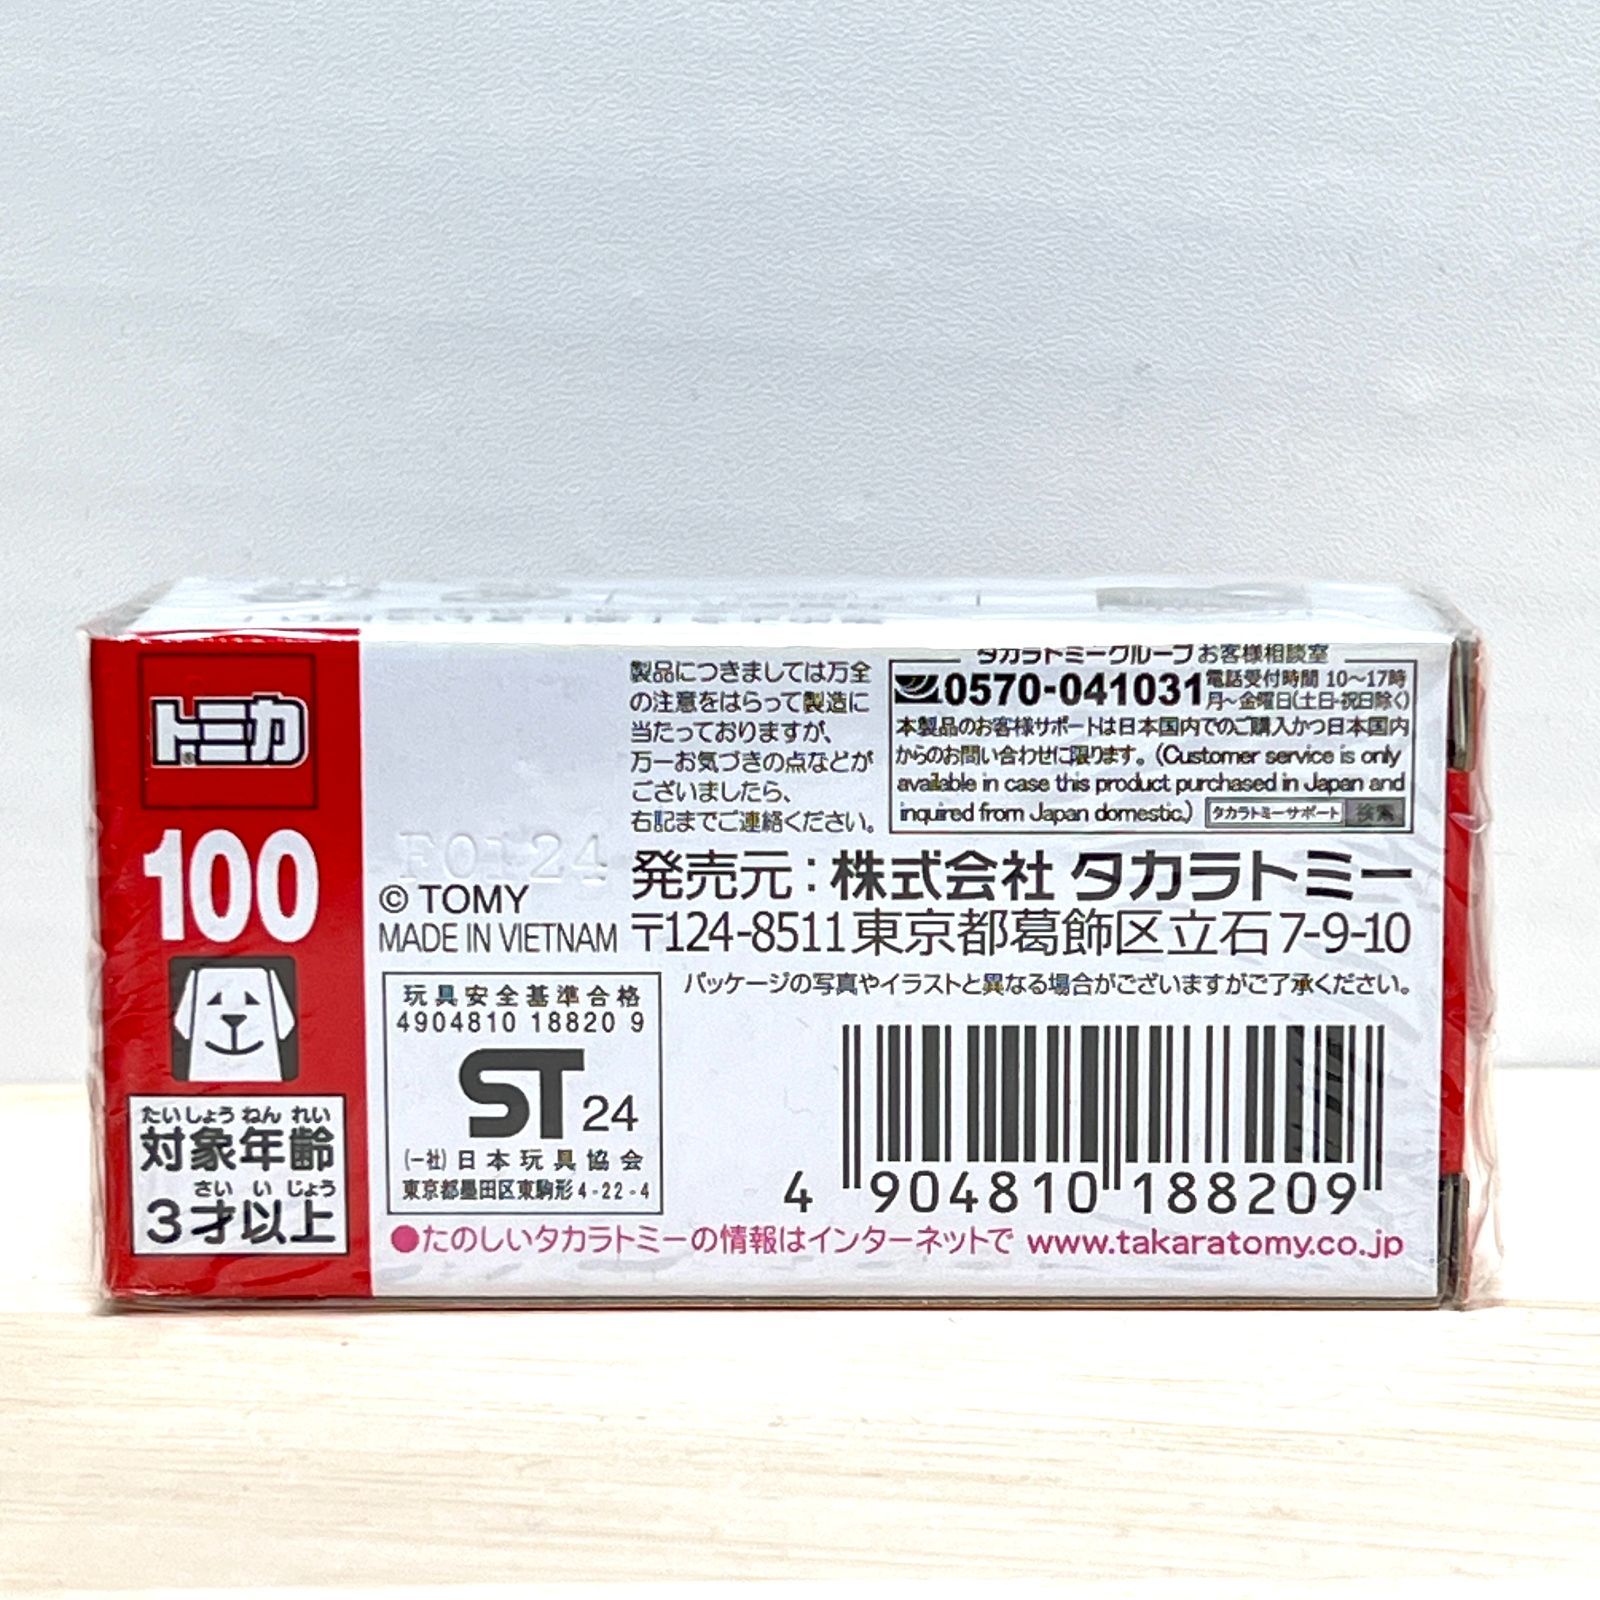 トミカ
100
たいしょうねんれい
対象年齢
さいいじょう
3才以上
F0124
© TOMY
MADE IN VIETNAM
玩具安全基準合格
4904810 18820 9
ST 24
(一社)日本玩具協会
東京都墨田区東駒形4-22-4
製品につきましては万全
の注意をはらって製造に
当たっておりますが、
万一お気づきの点などが
ございましたら、
右記までご連絡ください。
タカラトミーグループお客様相談室
0570-041031
電話受付時間 10〜17時
月〜金曜日(土日・祝日除く)
本製品のお客様サポートは日本国内でのご購入かつ日本国内
からのお問い合わせに限ります。(Customer service is only
available in case this product purchased in Japan and
inquired from Japan domestic.) タカラトミーサポート 検索
発売元:株式会社 タカラトミー
〒124-8511 東京都葛飾区立石7-9-10
パッケージの写真やイラストと異なる場合がございますがご了承ください。
4 904810 188209
●たのしいタカラトミーの情報はインターネットで www.takaratomy.co.jp